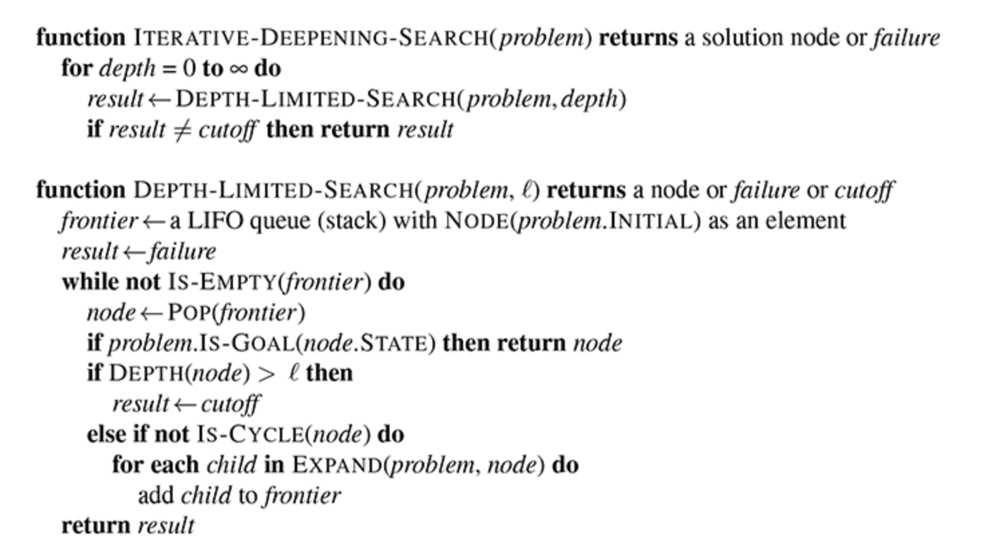 function ITERATIVE-DEEPENING-SEARCH(problem) returns a solution node or failure
for depth = 0 to ∞ do
result ← DEPTH-LIMITED-SEARCH(problem, depth)
if result ≠ cutoff then return result
function DEPTH-LIMITED-SEARCH(problem, ℓ) returns a node or failure or cutoff
frontier ← a LIFO queue (stack) with NODE(problem.INITIAL) as an element
result ← failure
while not IS-EMPTY(frontier) do
node ← POP(frontier)
if problem.IS-GOAL(node.STATE) then return node
if DEPTH(node) > ℓ then
result ← cutoff
else if not IS-CYCLE(node) do
for each child in EXPAND(problem, node) do
add child to frontier
return result